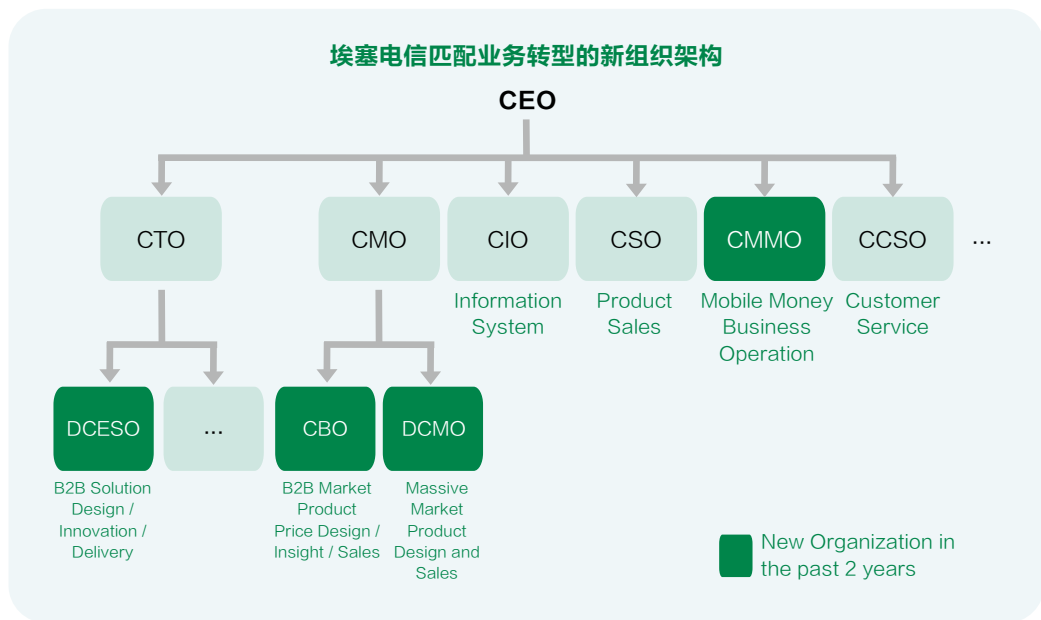 埃塞电信匹配业务转型的新组织架构
CEO
CTO
CMO
CIO
CSO
CMMO
CCSO
...
Information
System
Product
Sales
Mobile Money
Business
Operation
Customer
Service
DCESO
...
CBO
DCMO
B2B Solution
Design /
Innovation /
Delivery
B2B Market
Product
Price Design /
Insight / Sales
Massive
Market
Product
Design and
Sales
New Organization in
the past 2 years